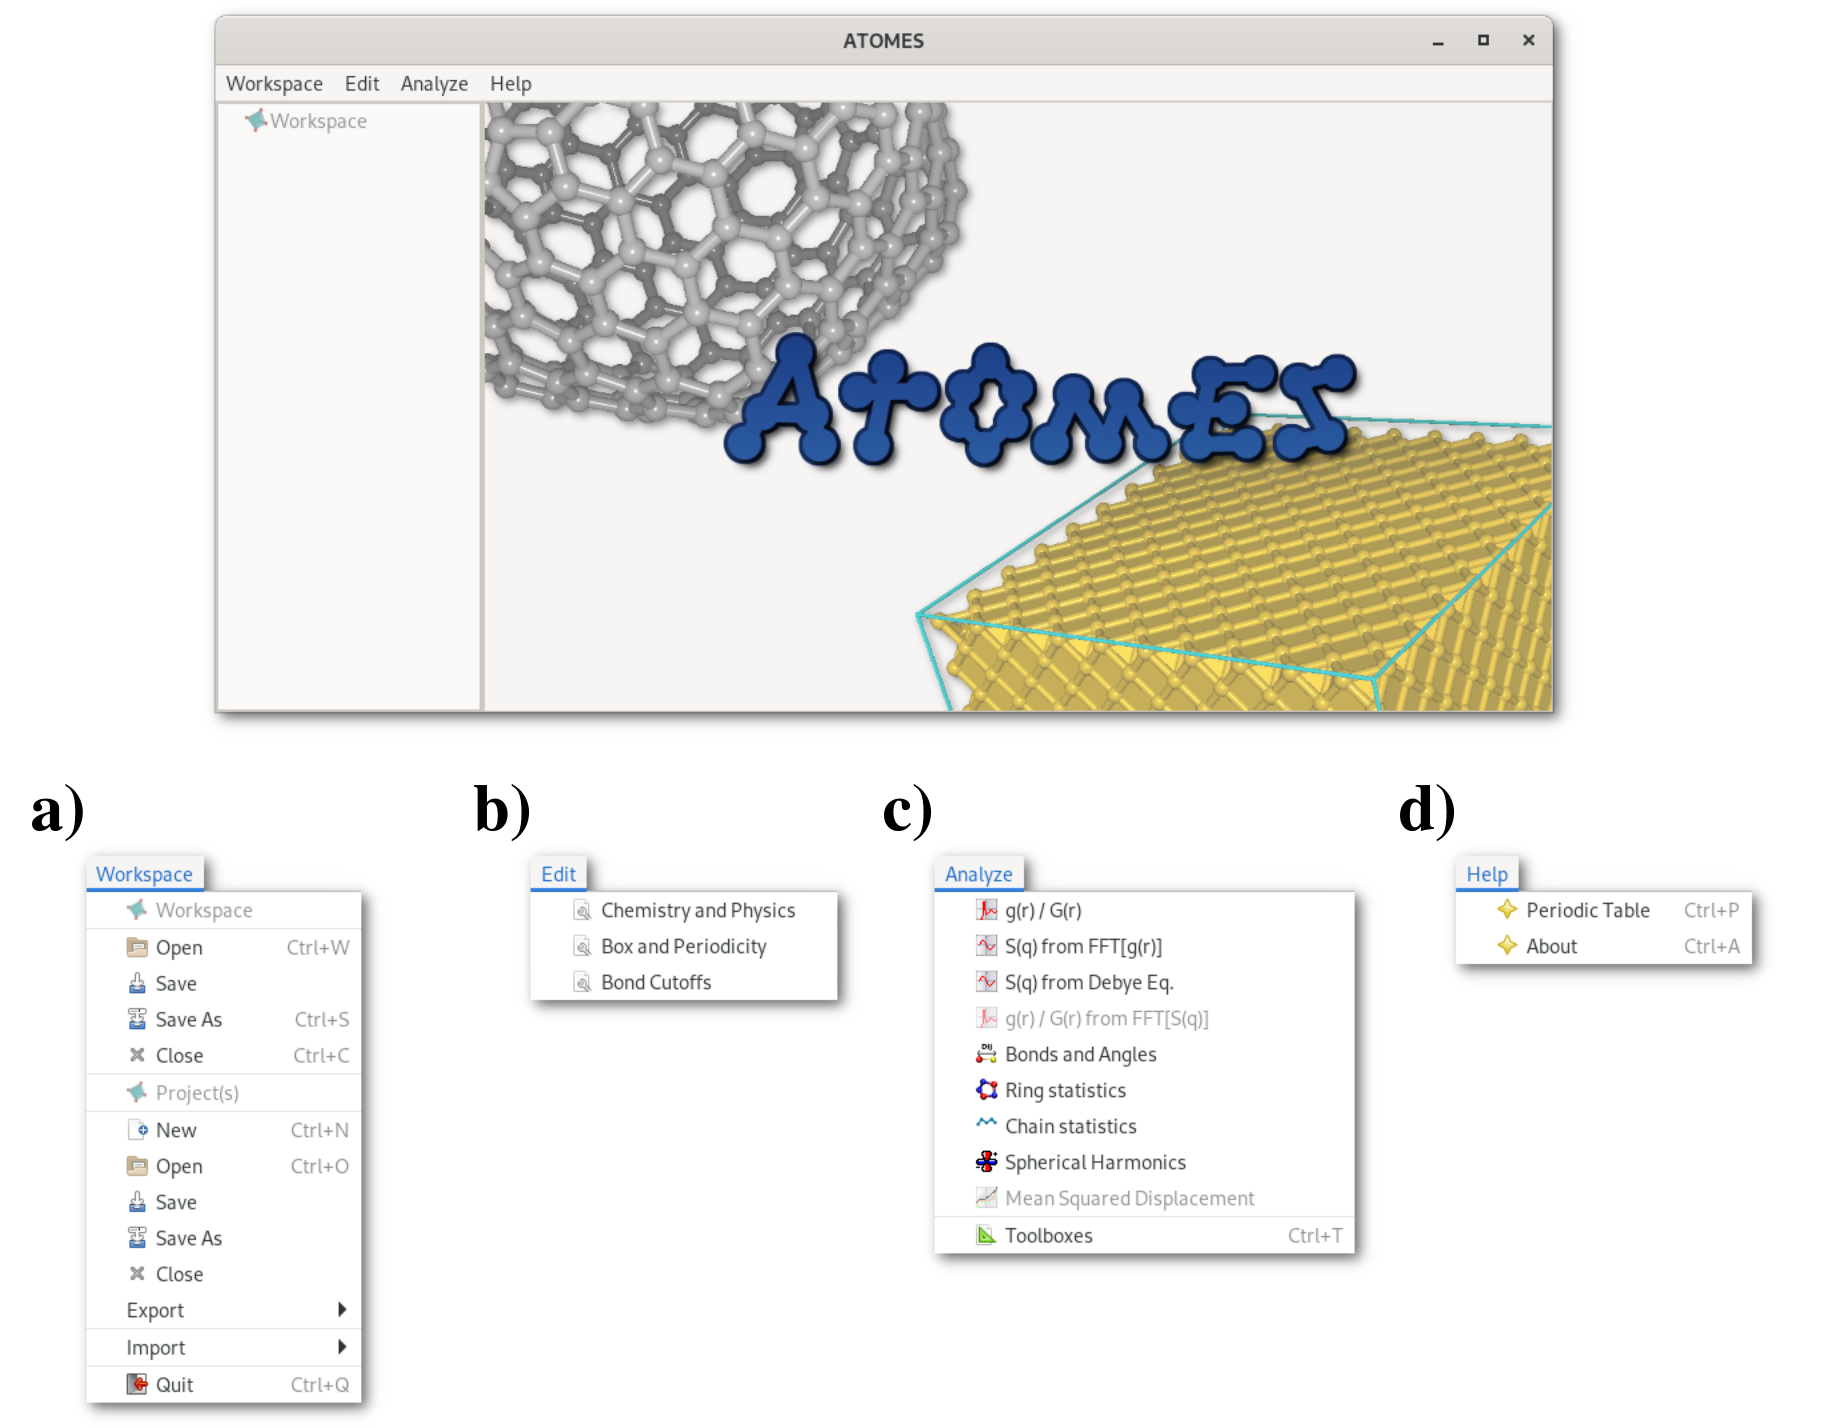 ATOMES
Workspace Edit Analyze Help
Workspace
AtomES
a)
Workspace
Workspace
Open Ctrl+W
Save
Save As Ctrl+S
Close Ctrl+C
Project(s)
New Ctrl+N
Open Ctrl+O
Save
Save As
Close
Export
Import
Quit Ctrl+Q
b)
Edit
Chemistry and Physics
Box and Periodicity
Bond Cutoffs
c)
Analyze
g(r) / G(r)
S(q) from FFT[g(r)]
S(q) from Debye Eq.
g(r) / G(r) from FFT[S(q)]
Bonds and Angles
Ring statistics
Chain statistics
Spherical Harmonics
Mean Squared Displacement
Toolboxes Ctrl+T
d)
Help
Periodic Table Ctrl+P
About Ctrl+A